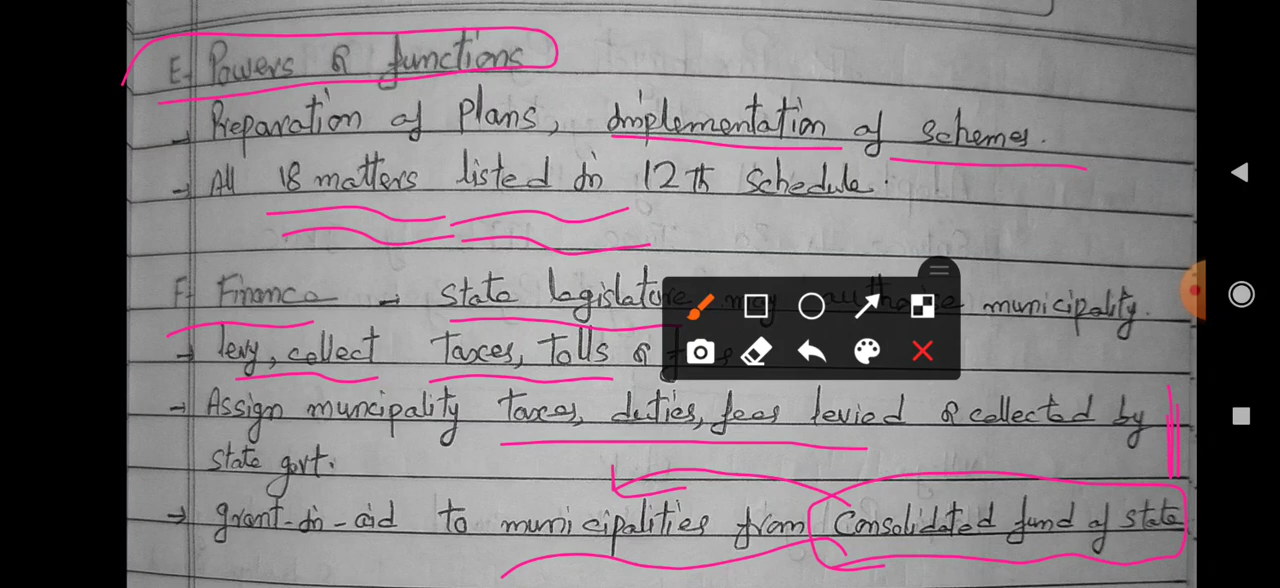 E- Powers & functions
→ Preparation of plans, implementation of schemes.
→ All 18 matters listed in 12th Schedule.
F- Finance → state legislature may authorize municipality.
→ levy, collect taxes, Tolls &
→ Assign muncipality taxes, duties, fees levied & collected by
state govt.
→ grant-in-aid to municipalities from Consolidated fund of state